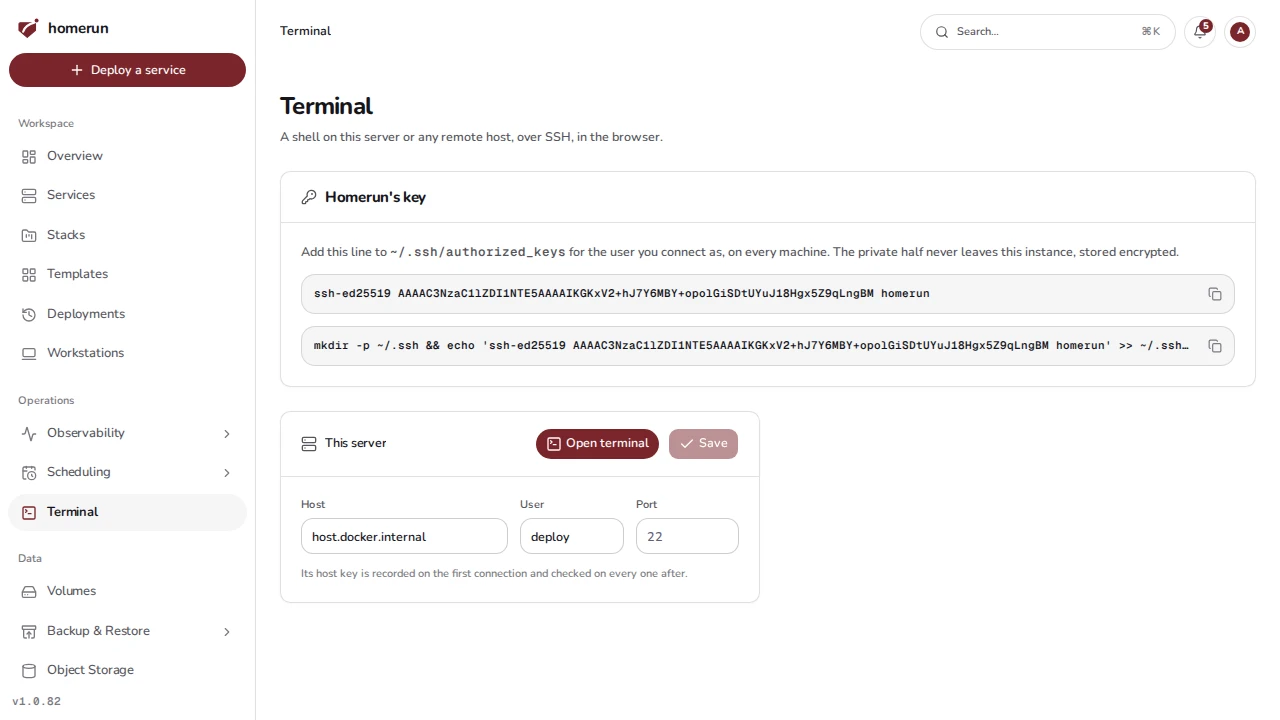 homerun
Deploy a service
Workspace
Overview
Services
Stacks
Templates
Deployments
Workstations
Operations
Observability
Scheduling
Terminal
Data
Volumes
Backup & Restore
Object Storage
v1.0.82
Terminal
Search...
⌘K
5
A
Terminal
A shell on this server or any remote host, over SSH, in the browser.
Homerun's key
Add this line to ~/.ssh/authorized_keys for the user you connect as, on every machine. The private half never leaves this instance, stored encrypted.
ssh-ed25519 AAAAC3NzaC1lZDI1NTE5AAAAIKGKxV2+hJ7Y6MBY+opolGiSDtUYuJ18Hgx5Z9qLngBM homerun
mkdir -p ~/.ssh && echo 'ssh-ed25519 AAAAC3NzaC1lZDI1NTE5AAAAIKGKxV2+hJ7Y6MBY+opolGiSDtUYuJ18Hgx5Z9qLngBM homerun' >> ~/.ssh…
This server
Open terminal
Save
Host
User
Port
host.docker.internal
deploy
22
Its host key is recorded on the first connection and checked on every one after.